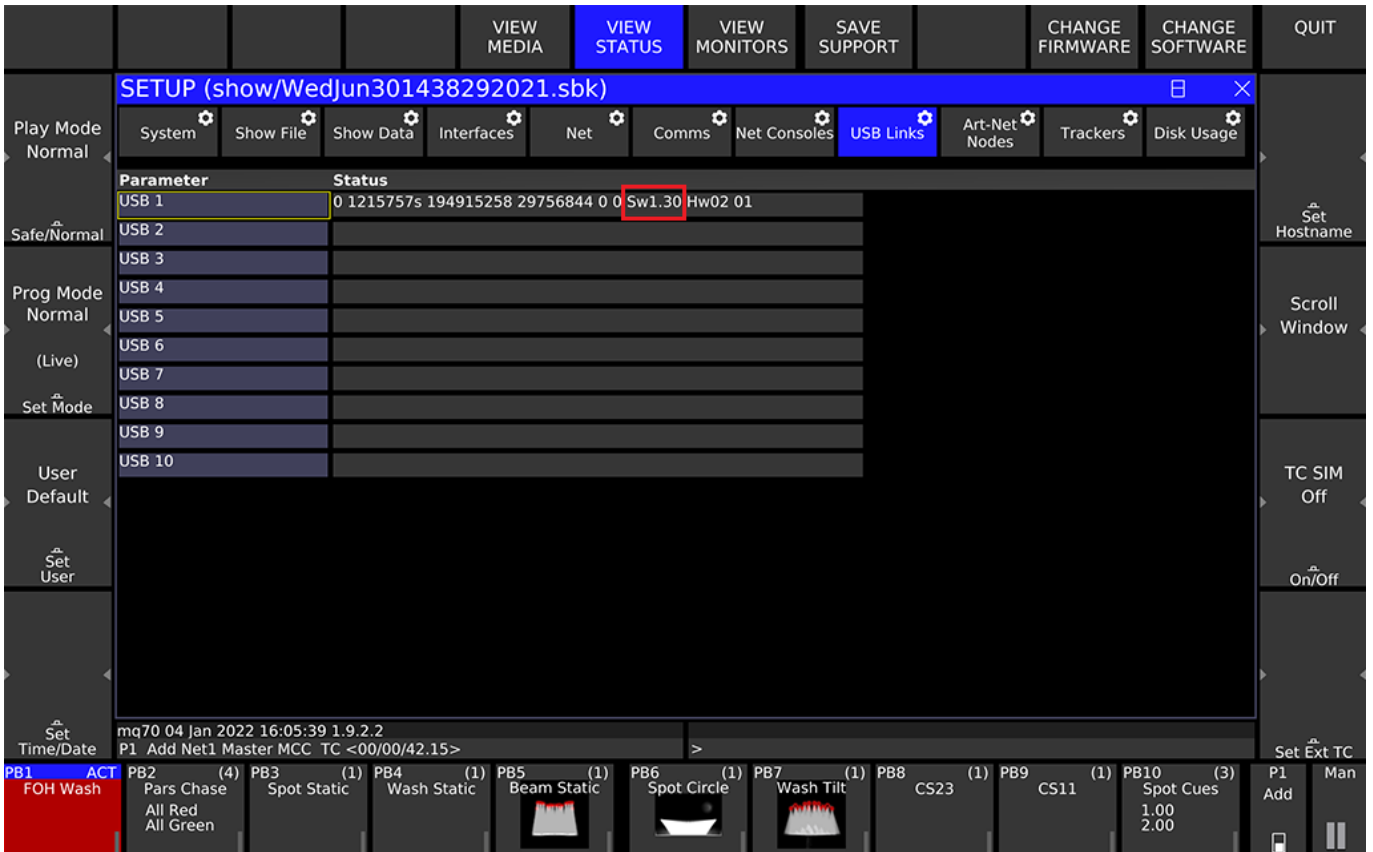 VIEW MEDIA
VIEW STATUS
VIEW MONITORS
SAVE SUPPORT
CHANGE FIRMWARE
CHANGE SOFTWARE
QUIT
SETUP (show/WedJun301438292021.sbk)
System
Show File
Show Data
Interfaces
Net
Comms
Net Consoles
USB Links
Art-Net Nodes
Trackers
Disk Usage
Play Mode
Normal
Safe/Normal
Prog Mode
Normal
(Live)
Set Mode
User
Default
Set
User
Set
Time/Date
Parameter Status
USB 1 0 1215757s 194915258 29756844 0 0 Sw1.30 Hw02 01
USB 2
USB 3
USB 4
USB 5
USB 6
USB 7
USB 8
USB 9
USB 10
Set
Hostname
Scroll
Window
TC SIM
Off
On/Off
Set Ext TC
mq70 04 Jan 2022 16:05:39 1.9.2.2
P1 Add Net1 Master MCC TC <00/00/42.15>
>
PB1 ACT
FOH Wash
PB2 (4)
Pars Chase
All Red
All Green
PB3 (1)
Spot Static
PB4 (1)
Wash Static
PB5 (1)
Beam Static
PB6 (1)
Spot Circle
PB7 (1)
Wash Tilt
PB8 (1)
CS23
PB9 (1)
CS11
PB10 (3)
Spot Cues
1.00
2.00
P1 Man
Add